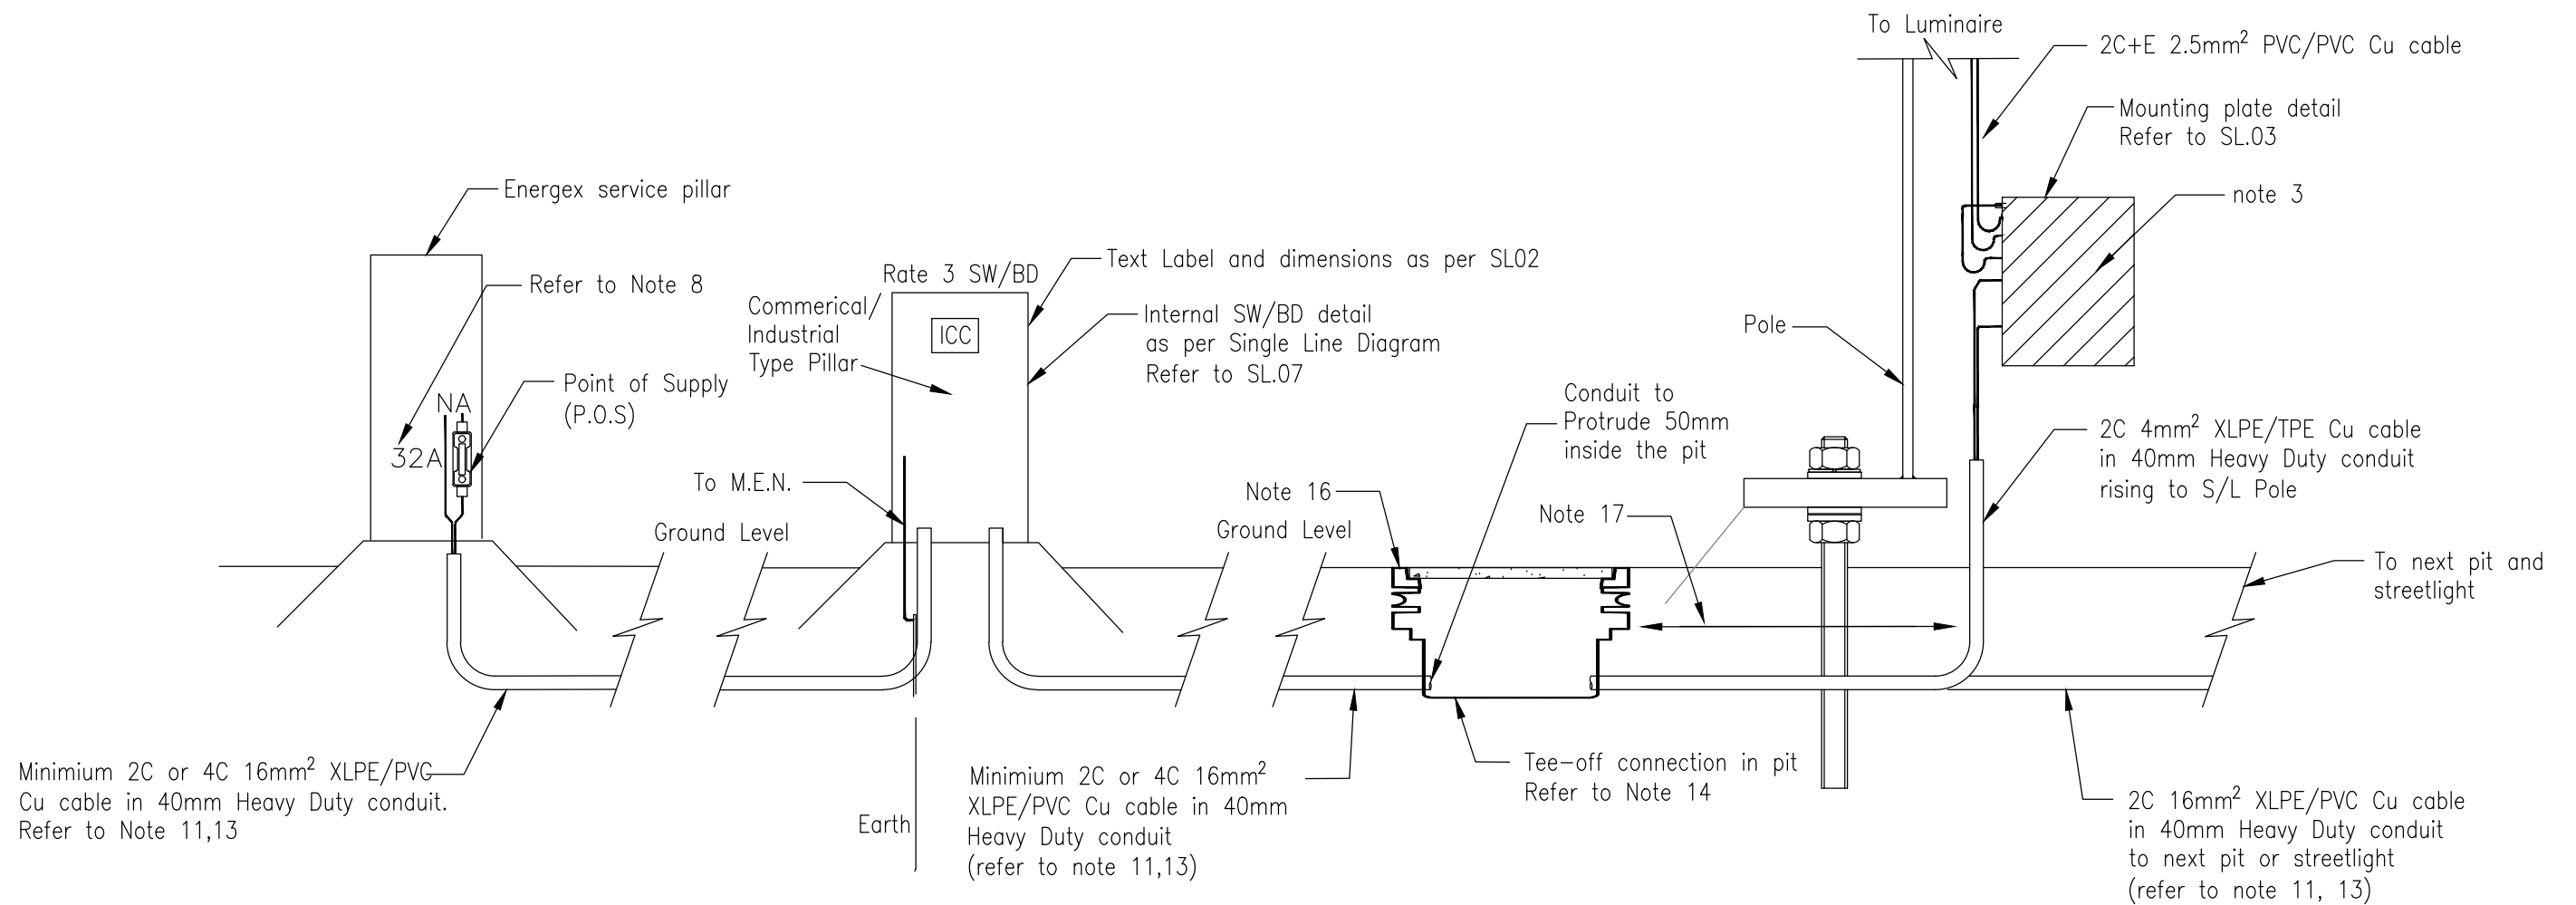 To Luminaire
2C+E 2.5mm² PVC/PVC Cu cable
Mounting plate detail
Refer to SL.03
note 3
Energex service pillar
Refer to Note 8
Point of Supply
(P.O.S)
NA
32A
Rate 3 SW/BD
Commerical/
Industrial
Type Pillar
ICC
Text Label and dimensions as per SL02
Internal SW/BD detail
as per Single Line Diagram
Refer to SL.07
To M.E.N.
Ground Level
Ground Level
Pole
Conduit to
Protrude 50mm
inside the pit
Note 16
Note 17
2C 4mm² XLPE/TPE Cu cable
in 40mm Heavy Duty conduit
rising to S/L Pole
To next pit and
streetlight
Minimium 2C or 4C 16mm² XLPE/PVC
Cu cable in 40mm Heavy Duty conduit.
Refer to Note 11,13
Earth
Minimium 2C or 4C 16mm²
XLPE/PVC Cu cable in 40mm
Heavy Duty conduit
(refer to note 11,13)
Tee-off connection in pit
Refer to Note 14
2C 16mm² XLPE/PVC Cu cable
in 40mm Heavy Duty conduit
to next pit or streetlight
(refer to note 11, 13)